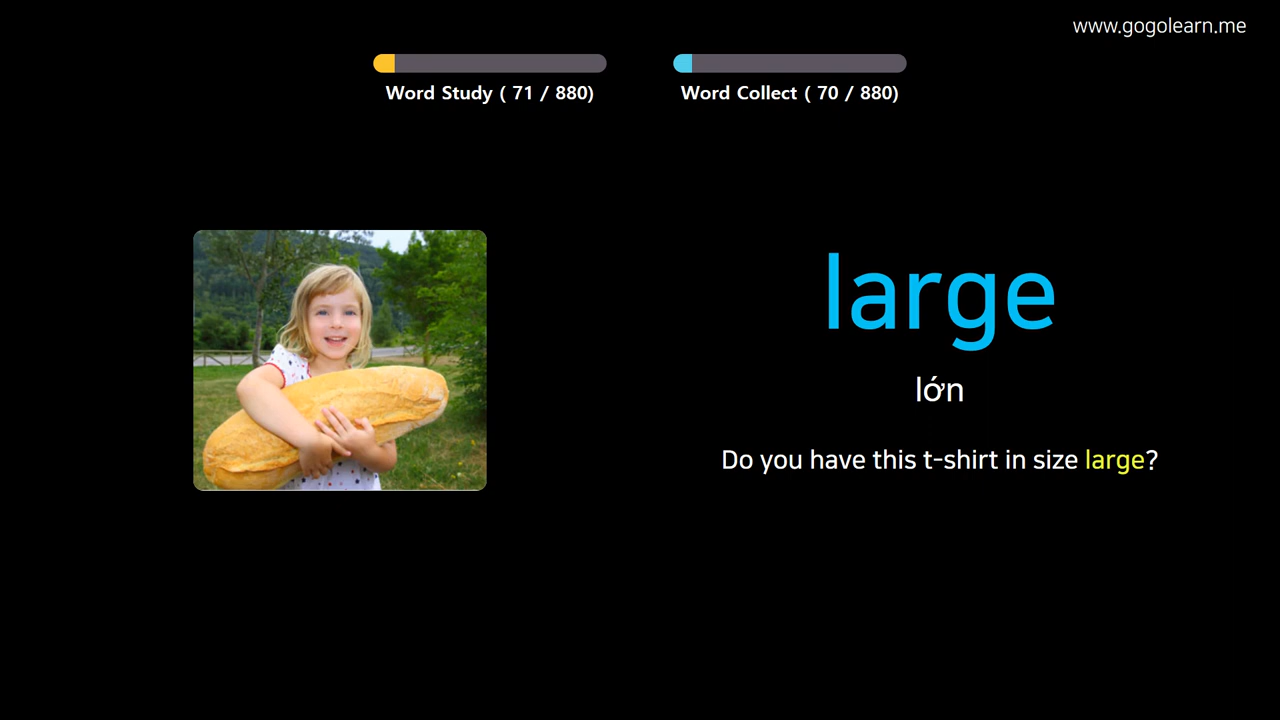 www.gogolearn.me
Word Study ( 71 / 880)
Word Collect ( 70 / 880)
large
lớn
Do you have this t-shirt in size large?